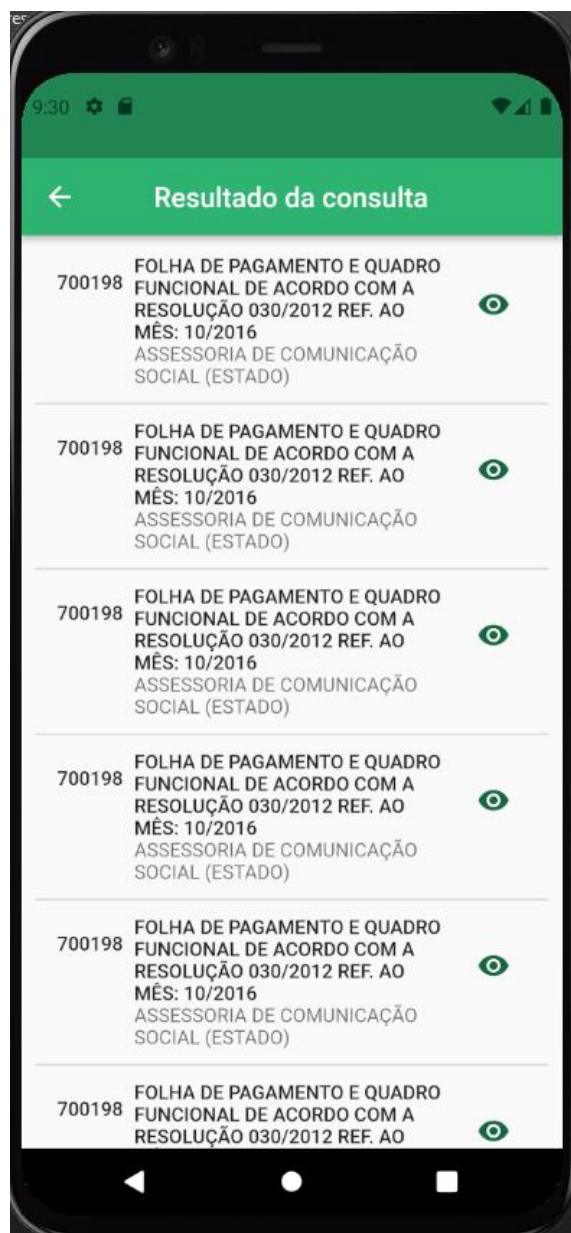 9:30
Resultado da consulta
700198
FOLHA DE PAGAMENTO E QUADRO
FUNCIONAL DE ACORDO COM A
RESOLUÇÃO 030/2012 REF. AO
MÊS: 10/2016
ASSESSORIA DE COMUNICAÇÃO
SOCIAL (ESTADO)
700198
FOLHA DE PAGAMENTO E QUADRO
FUNCIONAL DE ACORDO COM A
RESOLUÇÃO 030/2012 REF. AO
MÊS: 10/2016
ASSESSORIA DE COMUNICAÇÃO
SOCIAL (ESTADO)
700198
FOLHA DE PAGAMENTO E QUADRO
FUNCIONAL DE ACORDO COM A
RESOLUÇÃO 030/2012 REF. AO
MÊS: 10/2016
ASSESSORIA DE COMUNICAÇÃO
SOCIAL (ESTADO)
700198
FOLHA DE PAGAMENTO E QUADRO
FUNCIONAL DE ACORDO COM A
RESOLUÇÃO 030/2012 REF. AO
MÊS: 10/2016
ASSESSORIA DE COMUNICAÇÃO
SOCIAL (ESTADO)
700198
FOLHA DE PAGAMENTO E QUADRO
FUNCIONAL DE ACORDO COM A
RESOLUÇÃO 030/2012 REF. AO
MÊS: 10/2016
ASSESSORIA DE COMUNICAÇÃO
SOCIAL (ESTADO)
700198
FOLHA DE PAGAMENTO E QUADRO
FUNCIONAL DE ACORDO COM A
RESOLUÇÃO 030/2012 REF. AO